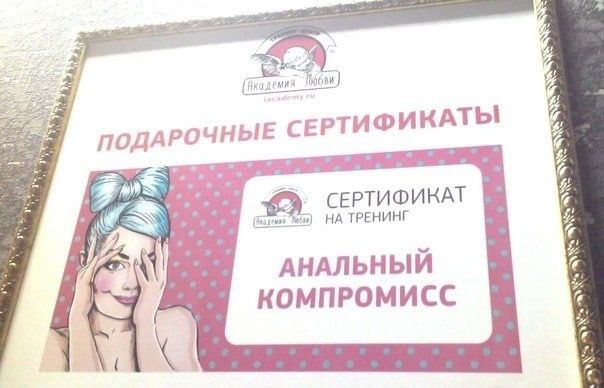 ТРЕНИНГ-ЦЕНТР
Академия Любви
lacademy.ru
ПОДАРОЧНЫЕ СЕРТИФИКАТЫ
Академия Любви
СЕРТИФИКАТ
НА ТРЕНИНГ
АНАЛЬНЫЙ
КОМПРОМИСС